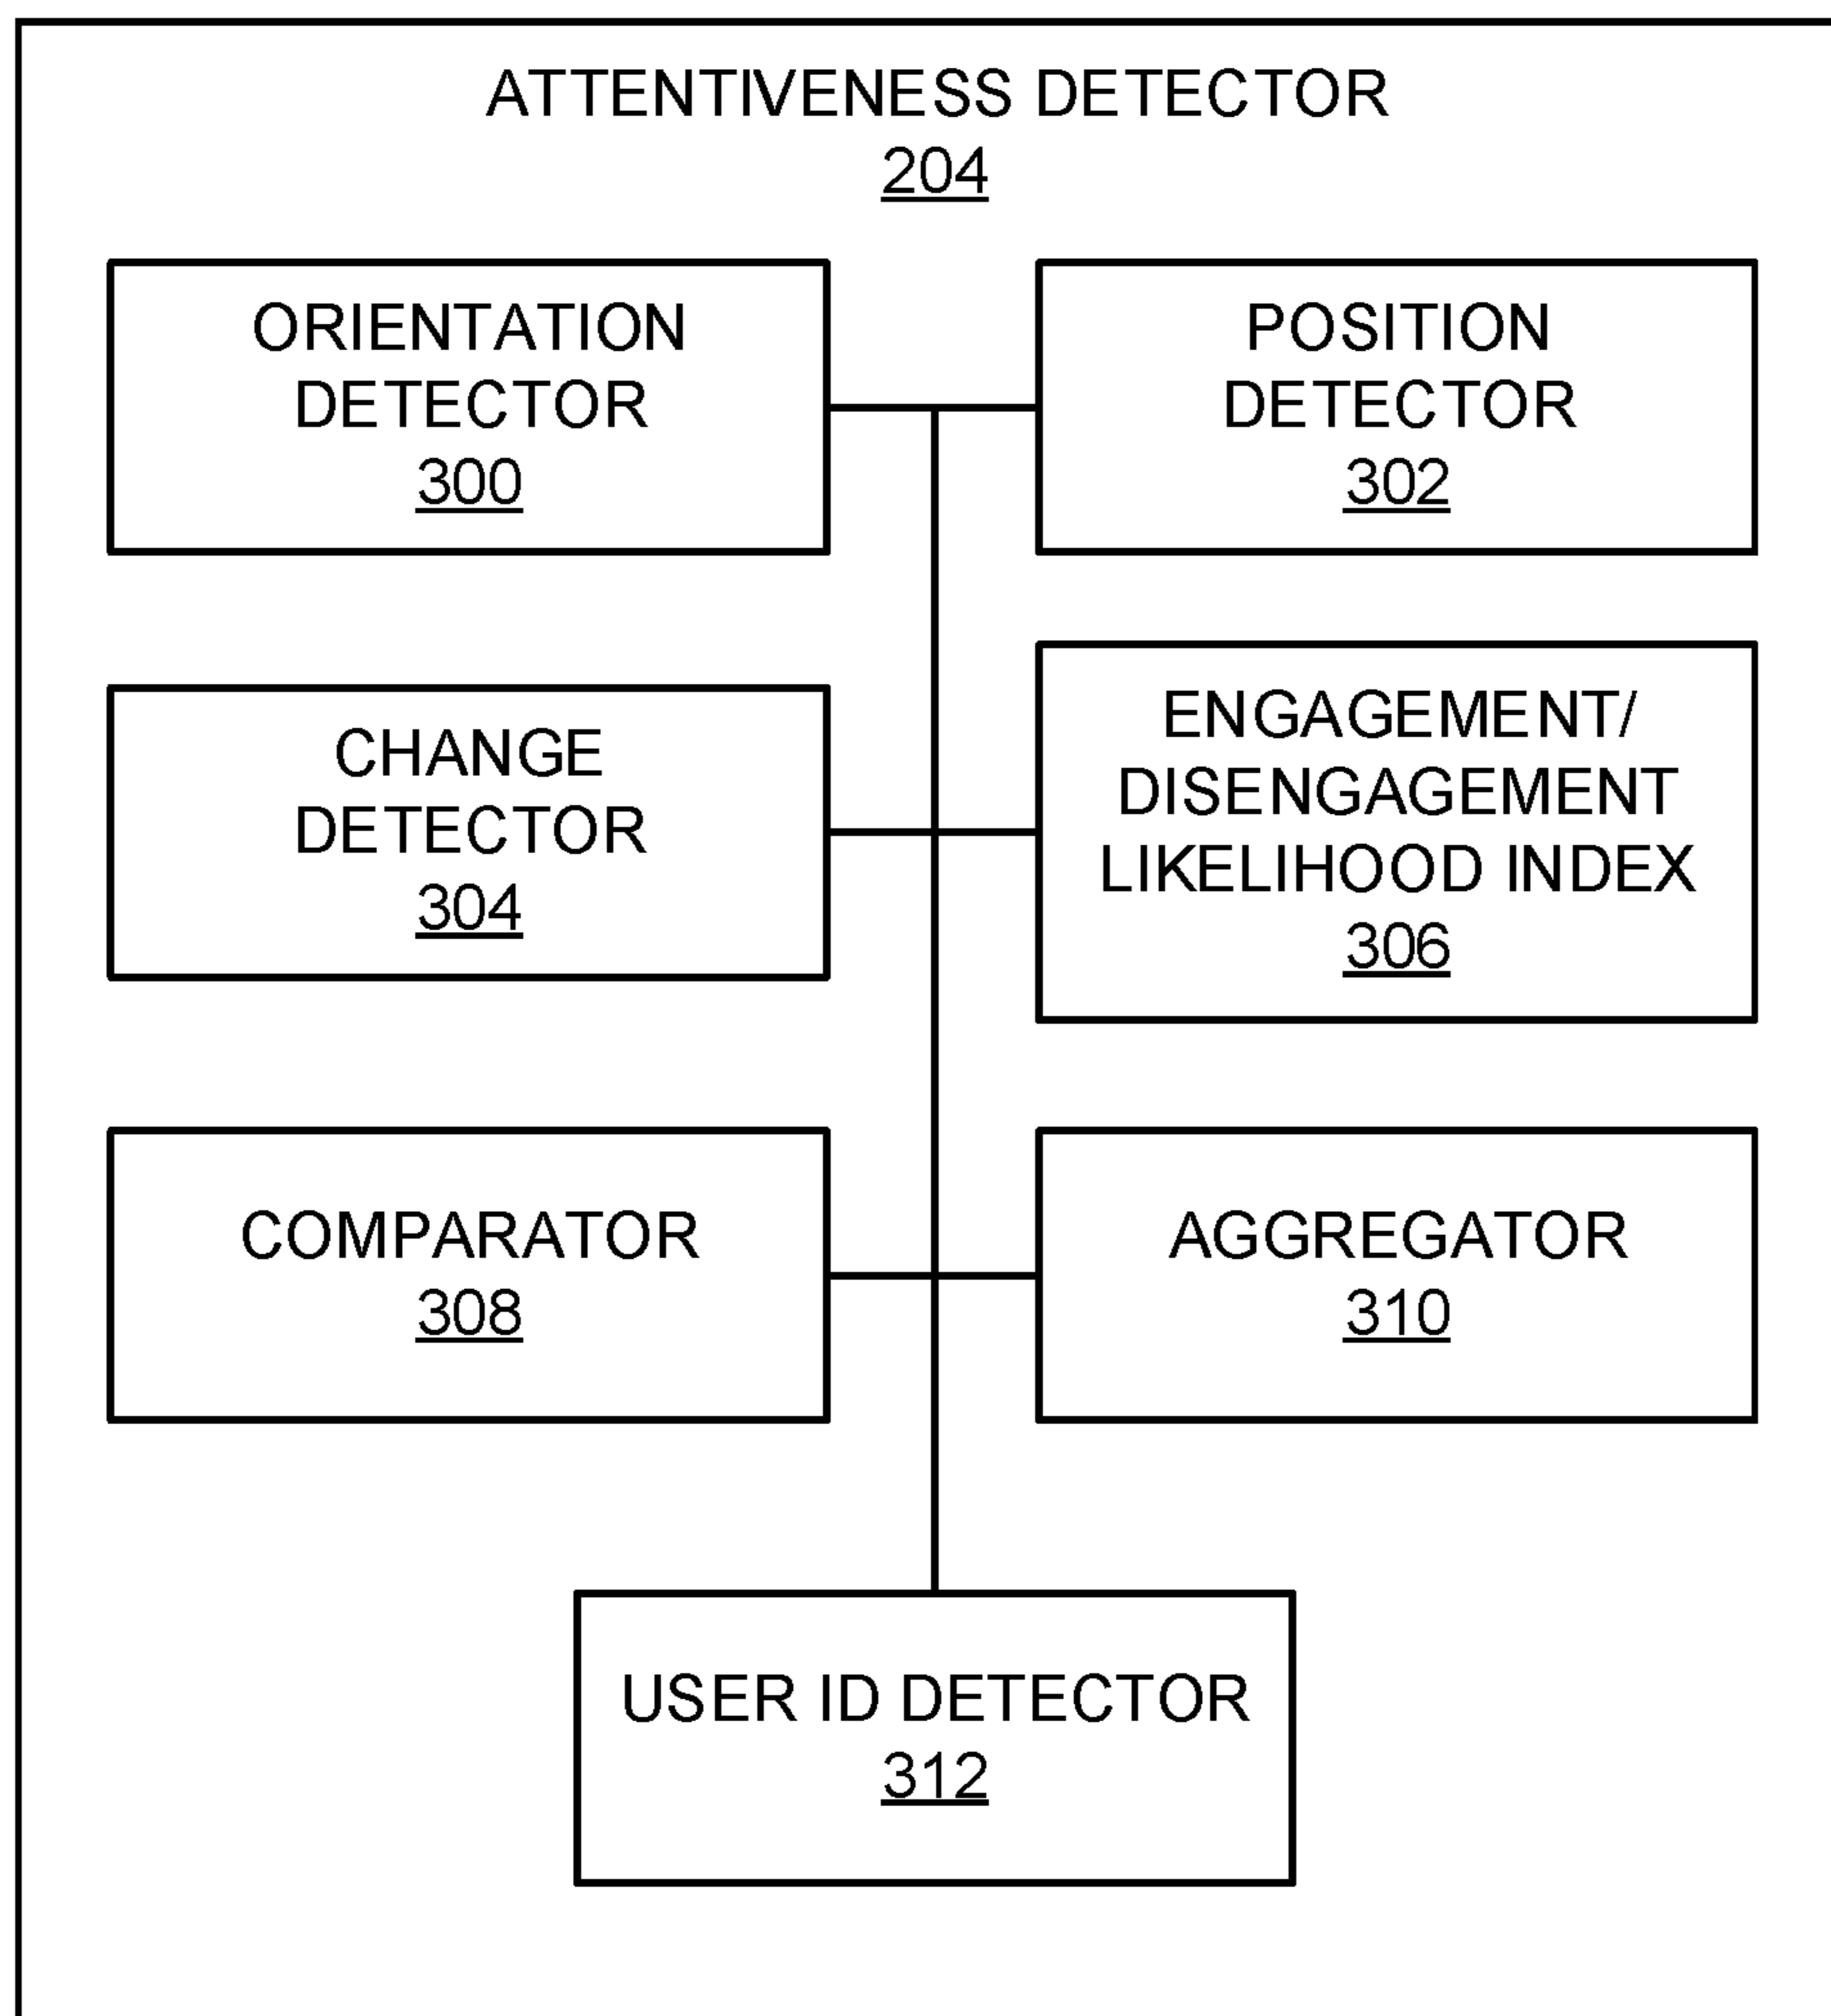 ATTENTIVENESS DETECTOR
204
ORIENTATION
DETECTOR
300
POSITION
DETECTOR
302
CHANGE
DETECTOR
304
ENGAGEMENT/
DISENGAGEMENT
LIKELIHOOD INDEX
306
COMPARATOR
308
AGGREGATOR
310
USER ID DETECTOR
312